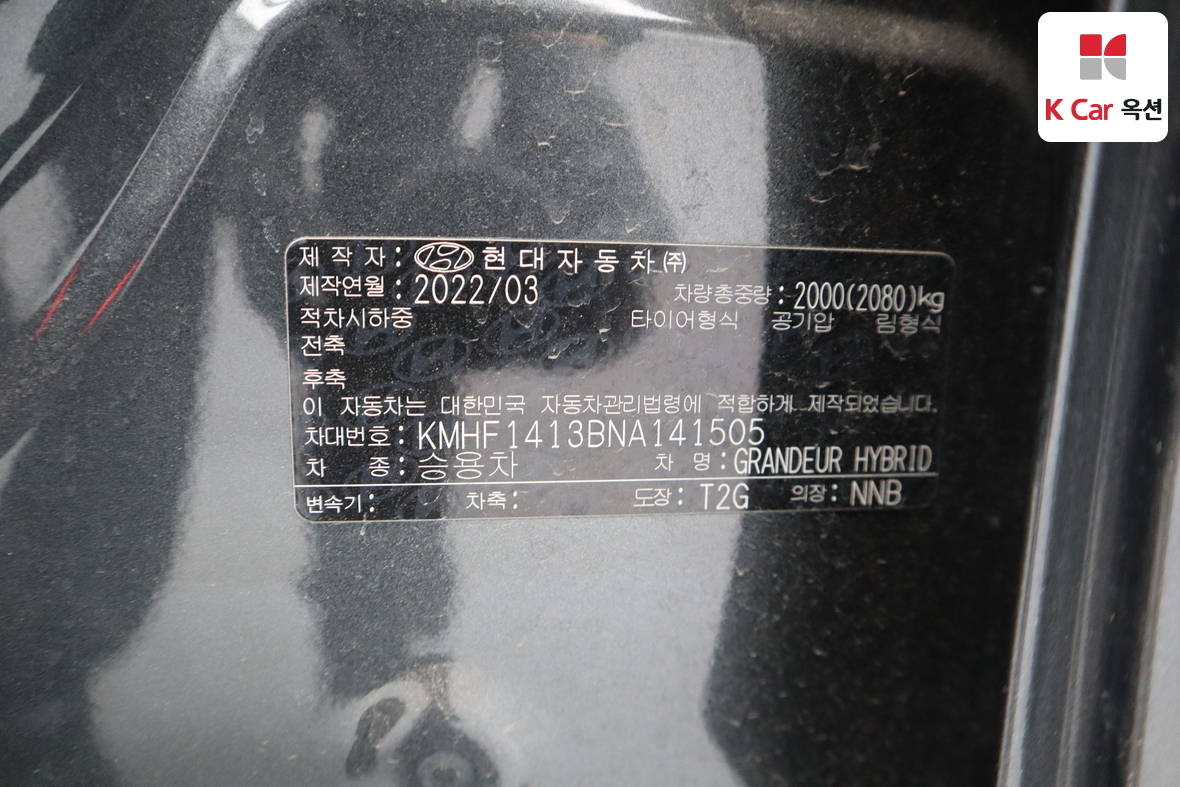 K Car 옥션
제 작 자 : 현 대 자 동 차 ㈜
제작연월 : 2022/03 차량총중량 : 2000(2080)kg
적차시하중 타이어형식 공기압 림형식
전축
후축
이 자동차는 대한민국 자동차관리법령에 적합하게 제작되었습니다.
차대번호 : KMHF1413BNA141505
차 종 : 승용차 차 명 : GRANDEUR HYBRID
변속기 : 차축 : 도장 : T2G 의장 : NNB